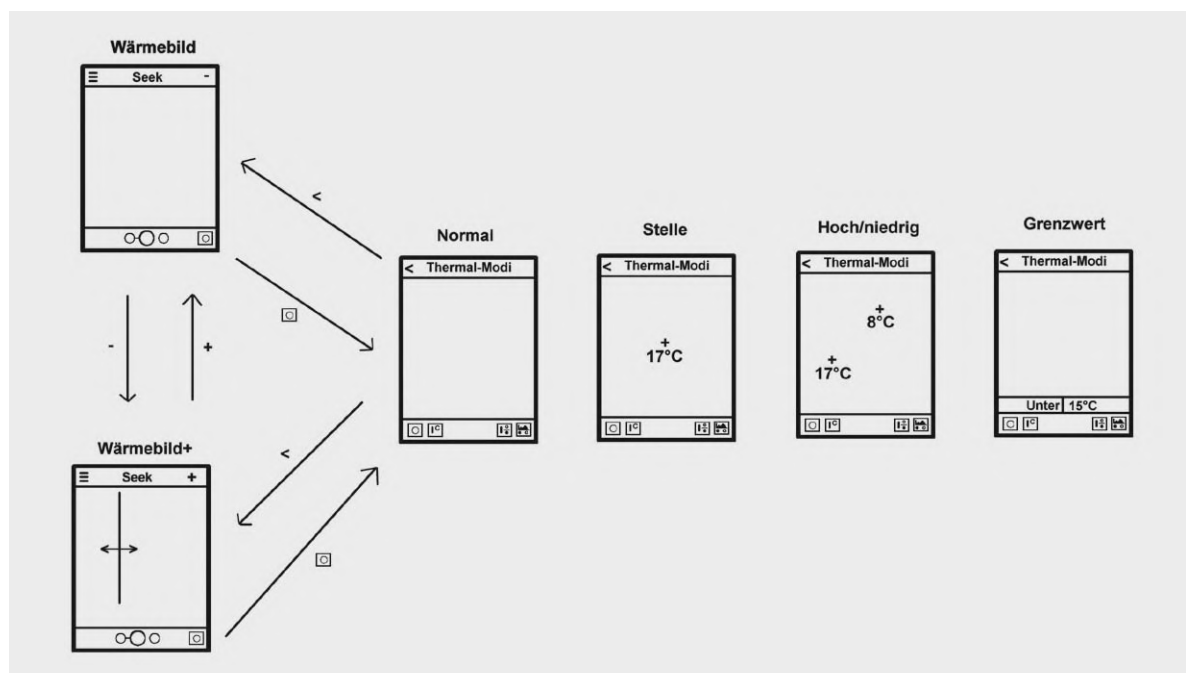 Wärmebild
Seek -
<
Normal
< Thermal-Modi
Stelle
< Thermal-Modi
+
17°C
Hoch/niedrig
< Thermal-Modi
+
8°C
+
17°C
Grenzwert
< Thermal-Modi
Unter 15°C
- +
<
Wärmebild+
Seek +